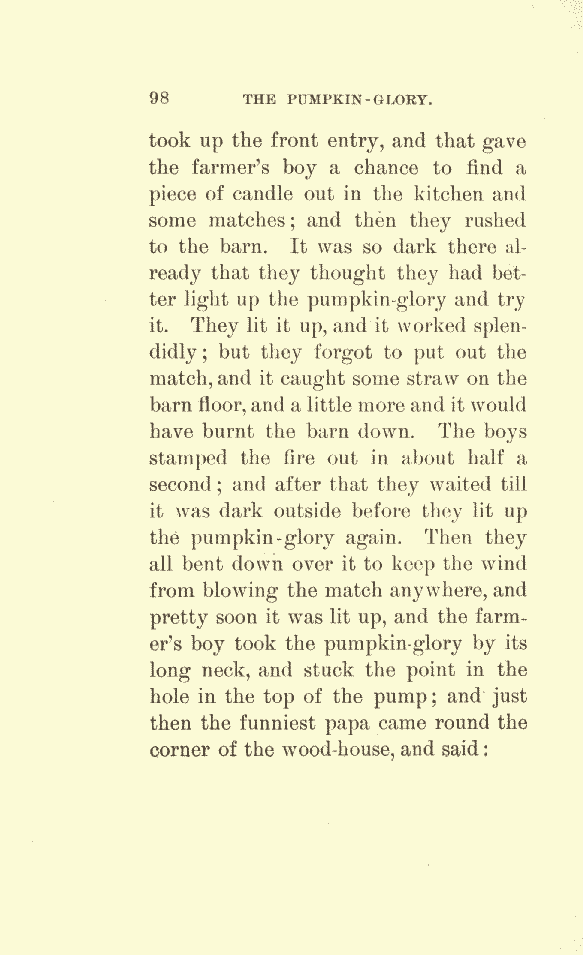 98 THE PUMPKIN-GLORY.
took up the front entry, and that gave
the farmer's boy a chance to find a
piece of candle out in the kitchen and
some matches; and then they rushed
to the barn. It was so dark there al-
ready that they thought they had bet-
ter light up the pumpkin-glory and try
it. They lit it up, and it worked splen-
didly; but they forgot to put out the
match, and it caught some straw on the
barn floor, and a little more and it would
have burnt the barn down. The boys
stamped the fire out in about half a
second; and after that they waited till
it was dark outside before they lit up
the pumpkin-glory again. Then they
all bent down over it to keep the wind
from blowing the match anywhere, and
pretty soon it was lit up, and the farm-
er's boy took the pumpkin-glory by its
long neck, and stuck the point in the
hole in the top of the pump; and just
then the funniest papa came round the
corner of the wood-house, and said: